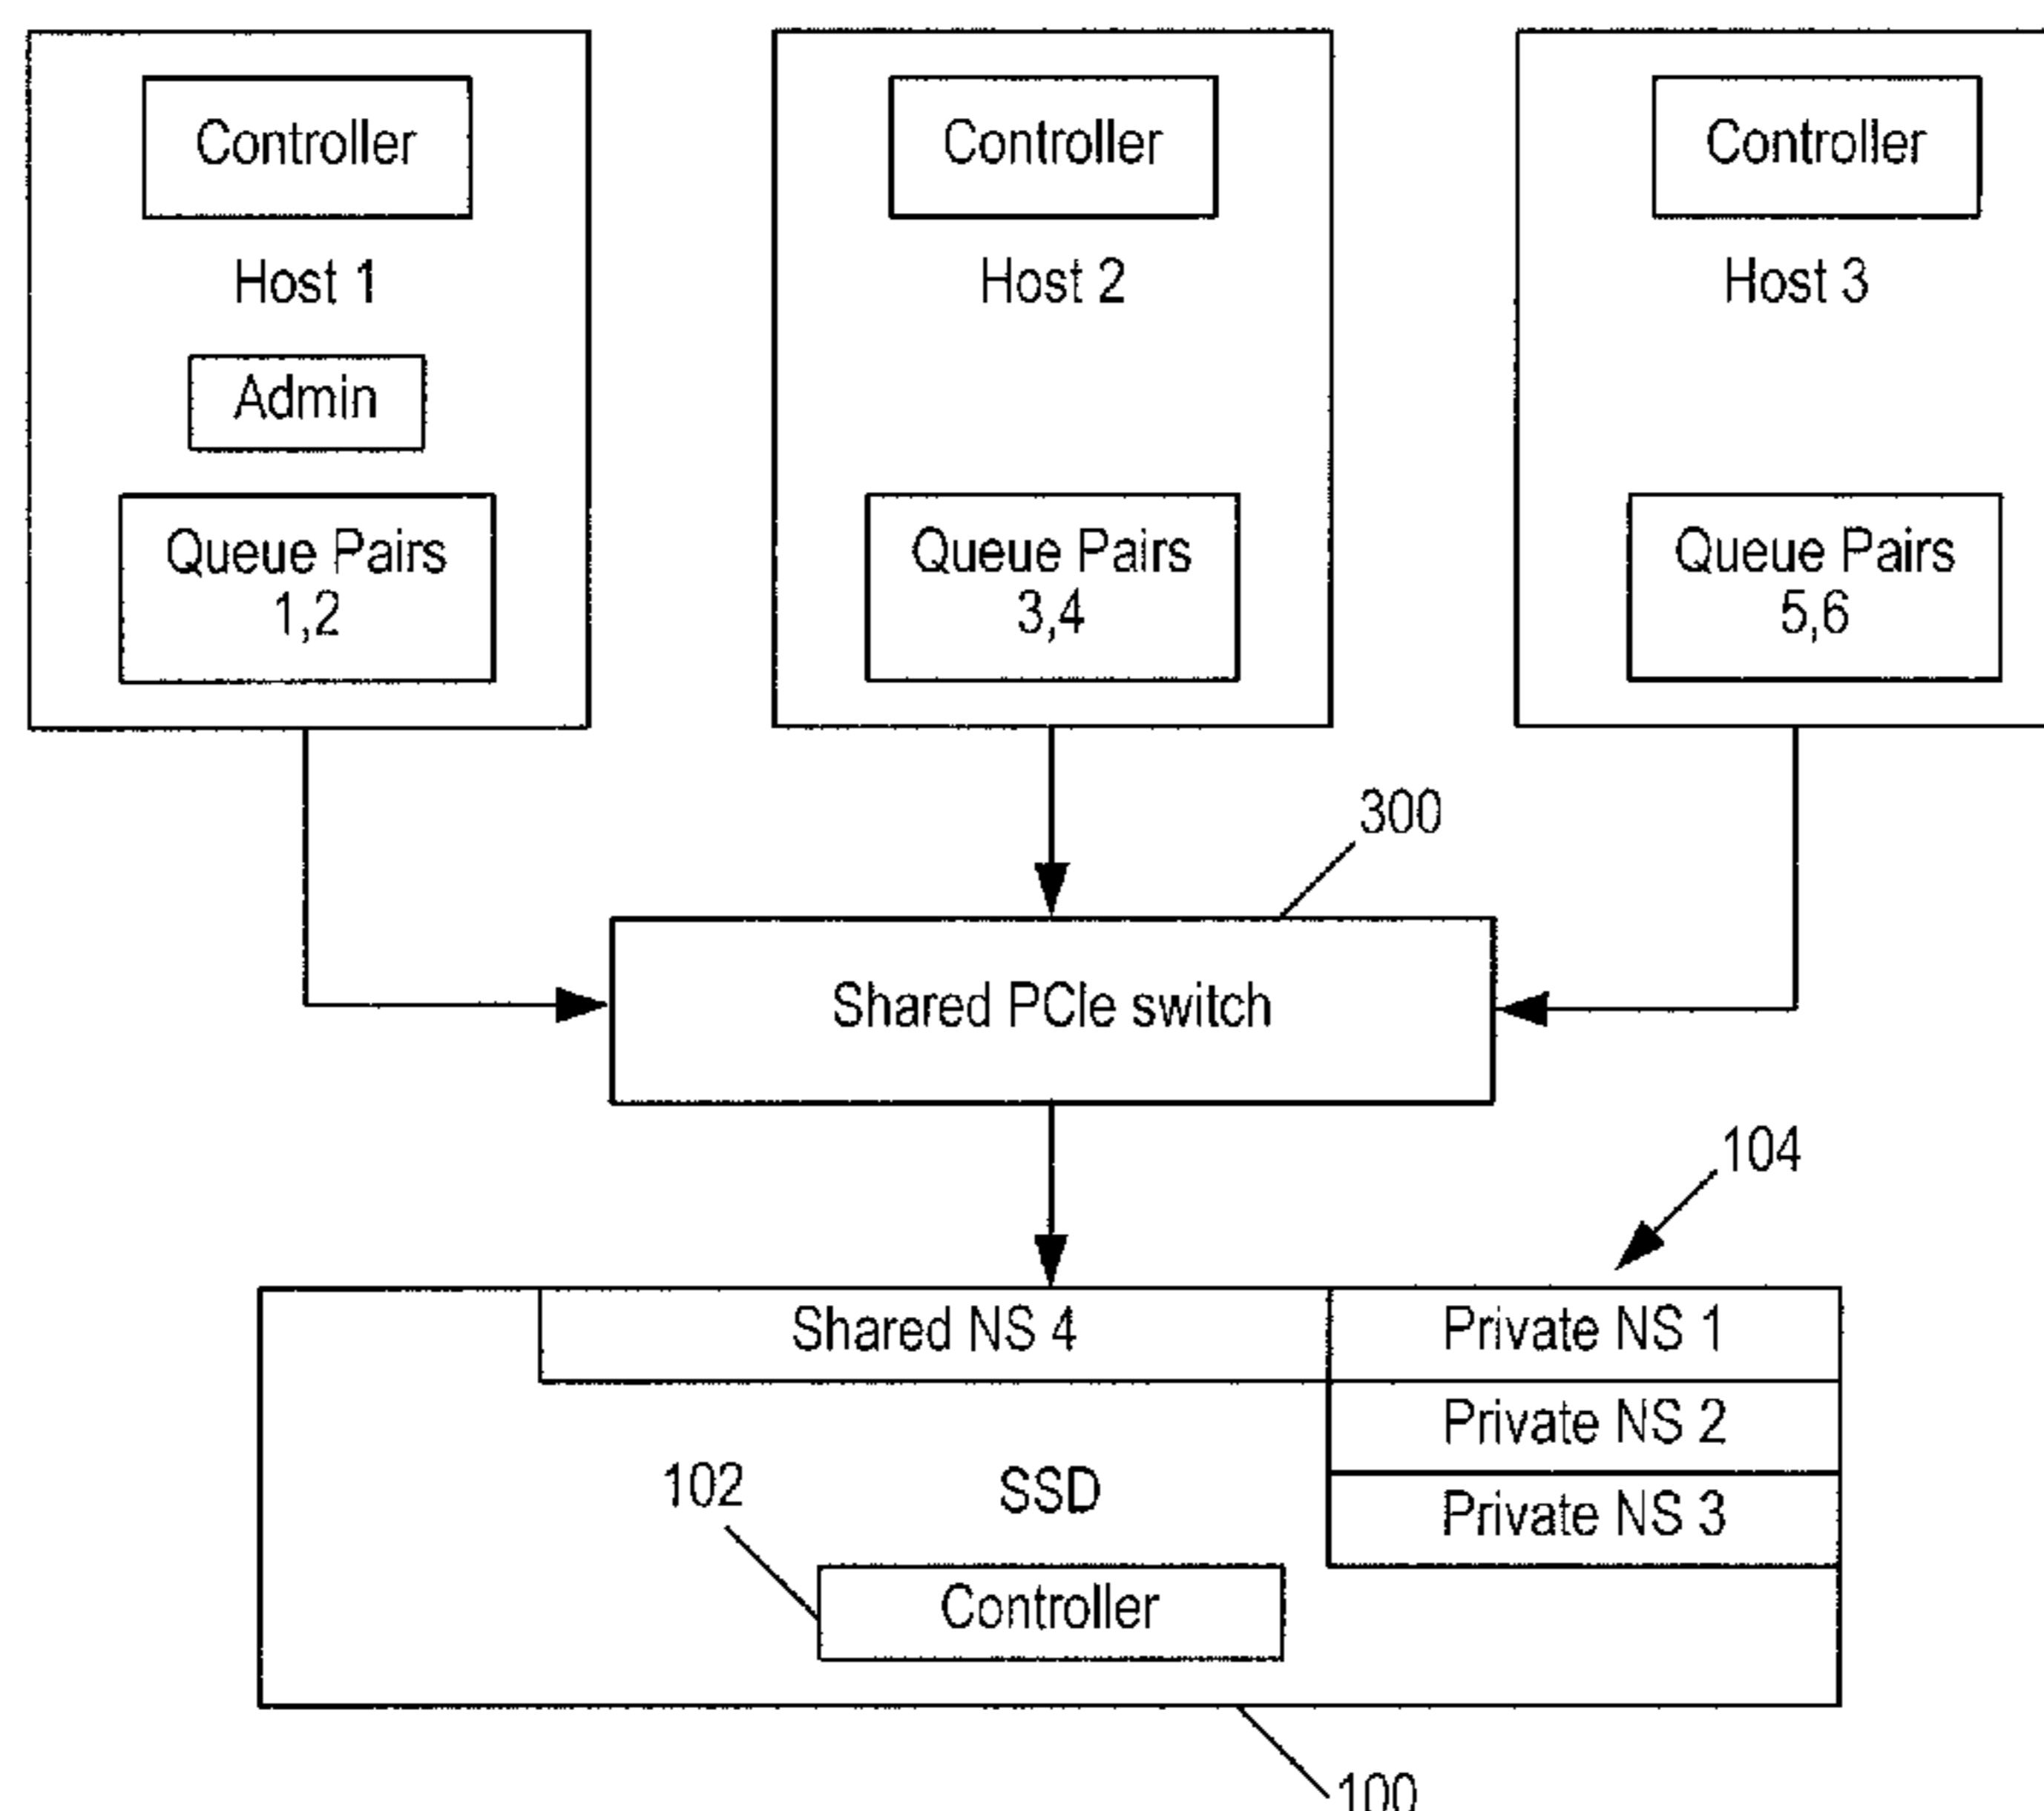 Controller
Host 1
Admin
Queue Pairs
1,2
Controller
Host 2
Queue Pairs
3,4
Controller
Host 3
Queue Pairs
5,6
300
Shared PCIe switch
104
Shared NS 4
Private NS 1
Private NS 2
Private NS 3
102
SSD
Controller
100